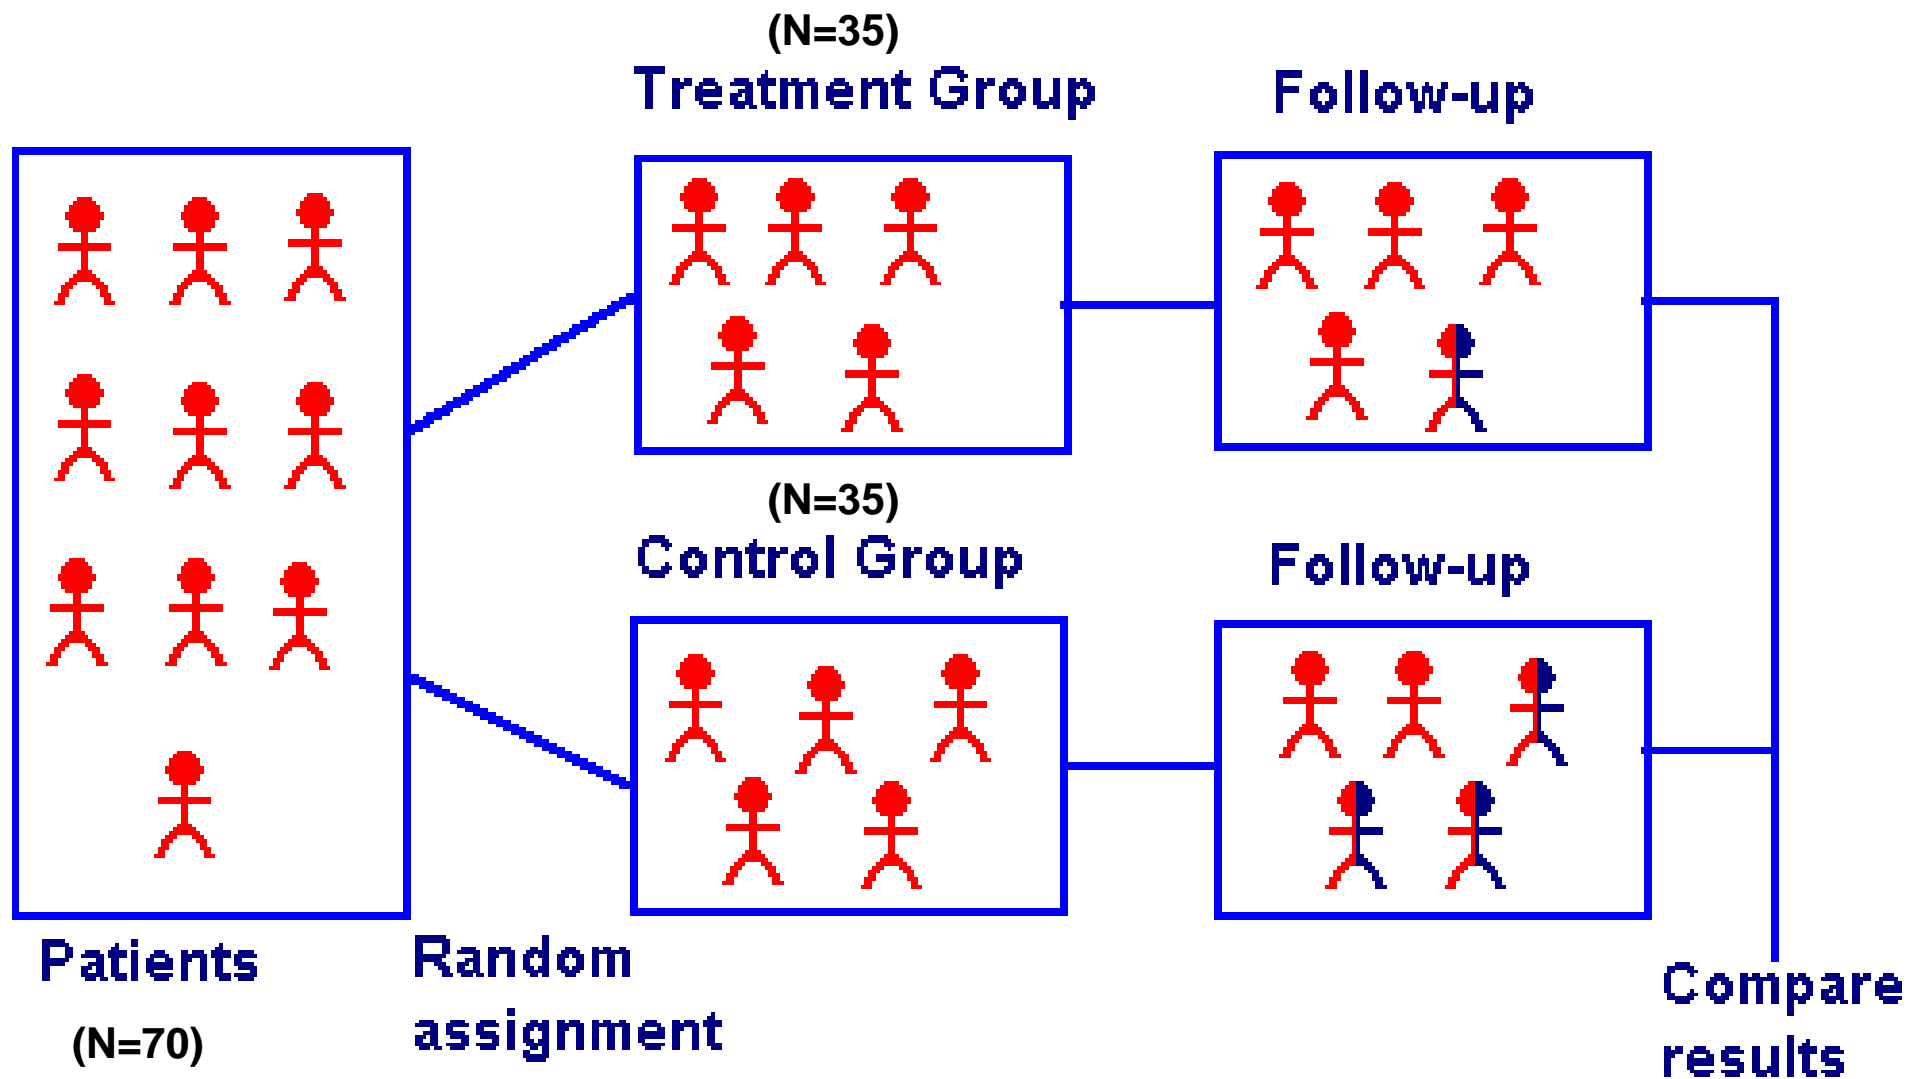 (N=35)
Treatment Group
Follow-up
(N=35)
Control Group
Follow-up
Patients
(N=70)
Random
assignment
Compare
results